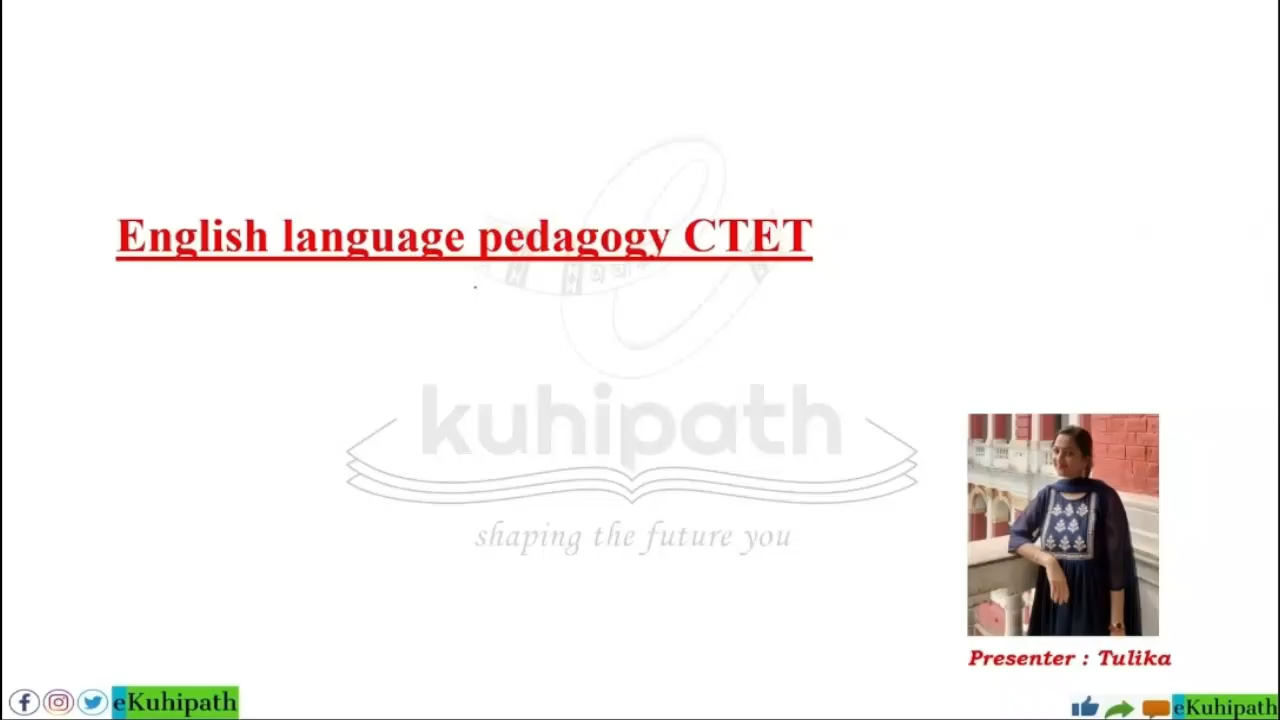 English language pedagogy CTET
kuhipath
shaping the future you
Presenter : Tulika
eKuhipath
eKuhipath